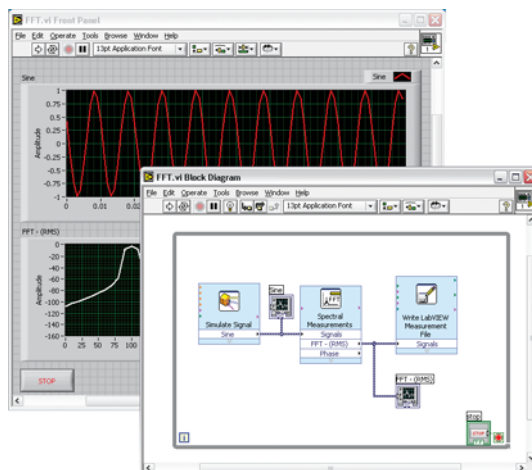 FFT.vi Front Panel
File Edit Operate Tools Browse Window Help
13pt Application Font
Sine
Sine
1
0.75
0.5
0.25
0
-0.25
-0.5
-0.75
-1
Amplitude
0 0.01 0.02
FFT - (RMS)
0
-20
-40
-60
-80
-100
-120
-140
-160
Amplitude
0 25 50 75 100
STOP
FFT.vi Block Diagram
File Edit Operate Tools Browse Window Help
13pt Application Font
Simulate Signal
Sine
Sine
Spectral
Measurements
Signals
FFT - (RMS)
Phase
Write LabVIEW
Measurement
File
Signals
FFT - (RMS)
stop
STOP
i